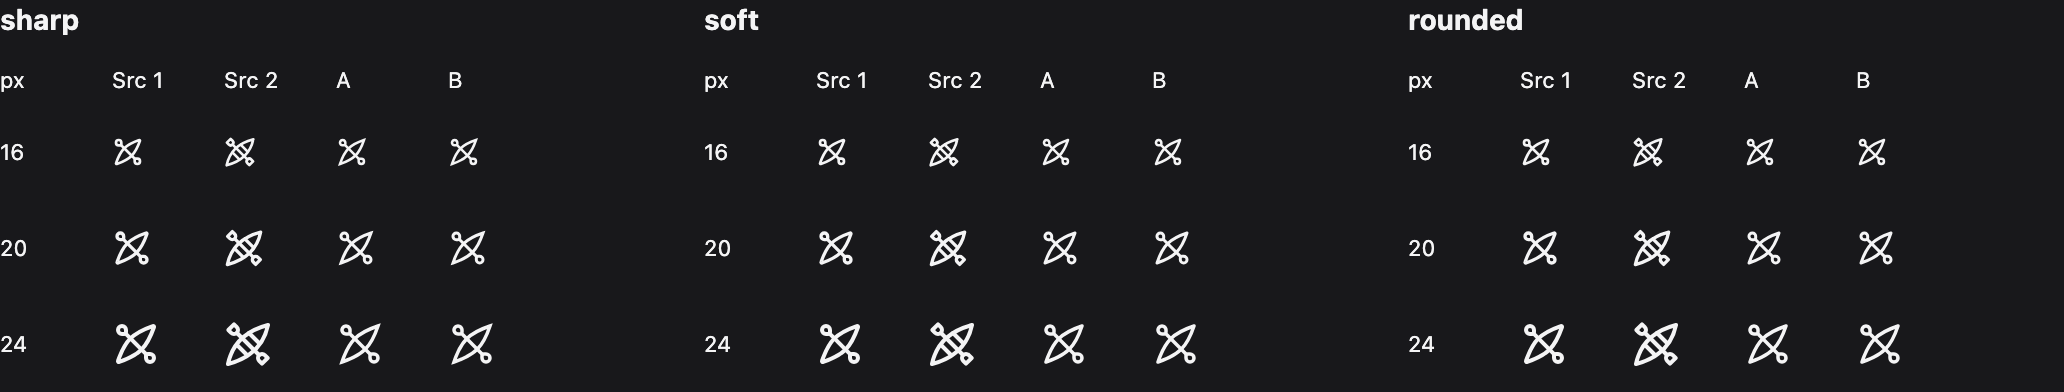 sharp soft rounded
px Src 1 Src 2 A B px Src 1 Src 2 A B px Src 1 Src 2 A B
16 16 16
20 20 20
24 24 24